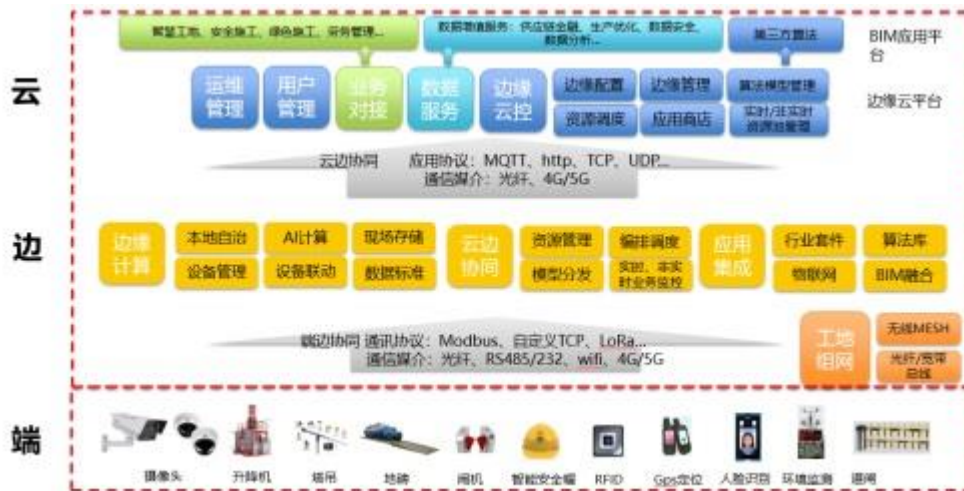 智慧工地、安全施工、绿色施工、劳务管理...
数据增值服务：供应链金融、生产优化、数据安全、
数据分析...
第三方算法
BIM应用平
台
云
运维
管理
用户
管理
业务
对接
数据
服务
边缘
云控
边缘配置
边缘管理
算法模型管理
资源调度
应用商店
实时/非实时
资源池管理
边缘云平台
云边协同 应用协议：MQTT、http、TCP、UDP...
通信媒介：光纤、4G/5G
边
边缘
计算
本地自治
AI计算
现场存储
设备管理
设备联动
数据标准
云边
协同
资源管理
编排调度
模型分发
实时、非实
时业务监控
应用
集成
行业套件
算法库
物联网
BIM融合
端边协同 通讯协议：Modbus、自定义TCP、LoRa...
通信媒介：光纤、RS485/232、wifi、4G/5G
工地
组网
无线MESH
光纤/宽带
总线
端
摄像头
升降机
塔吊
地磅
闸机
智能安全帽
RFID
Gps定位
人脸识别
环境监测
道闸